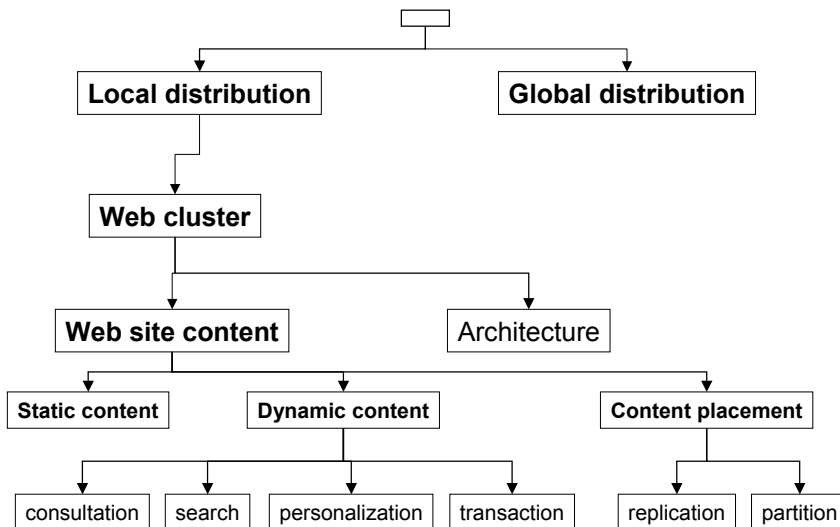 Local distribution
Global distribution
Web cluster
Web site content
Architecture
Static content
Dynamic content
Content placement
consultation
search
personalization
transaction
replication
partition